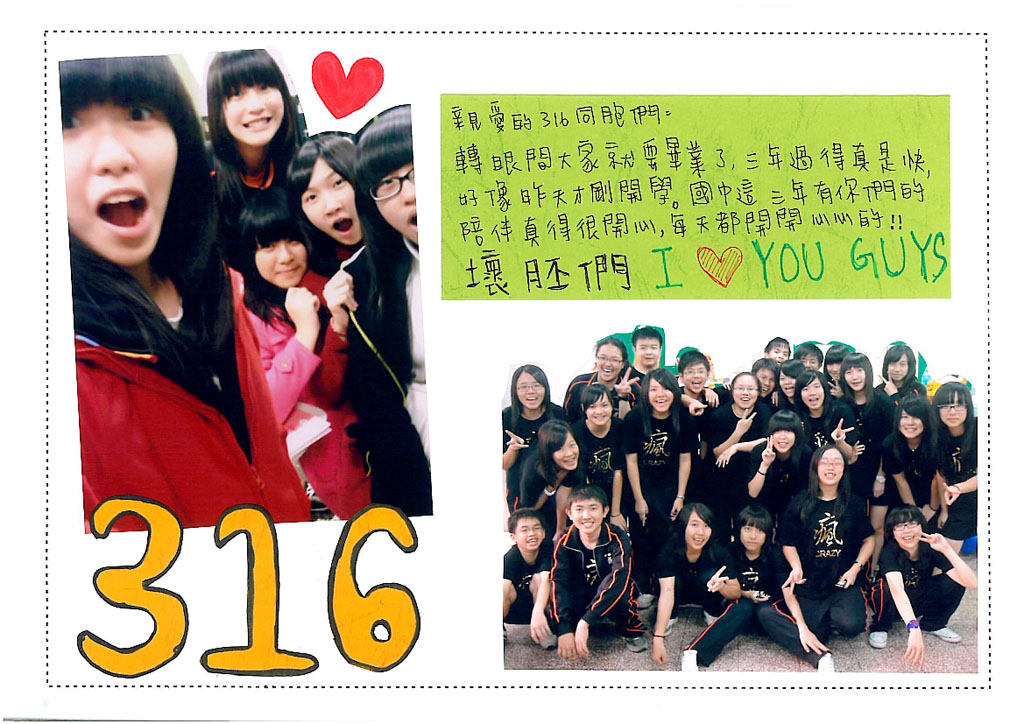 親愛的316同胞們:
轉眼間大家就要畢業了,三年過得真是快,
好像昨天才剛開學。國中這三年有你們的
陪伴真得很開心,每天都開開心心的!!
壞胚們 I YOU GUYS
316
瘋
CRAZY
瘋
瘋
CRAZY